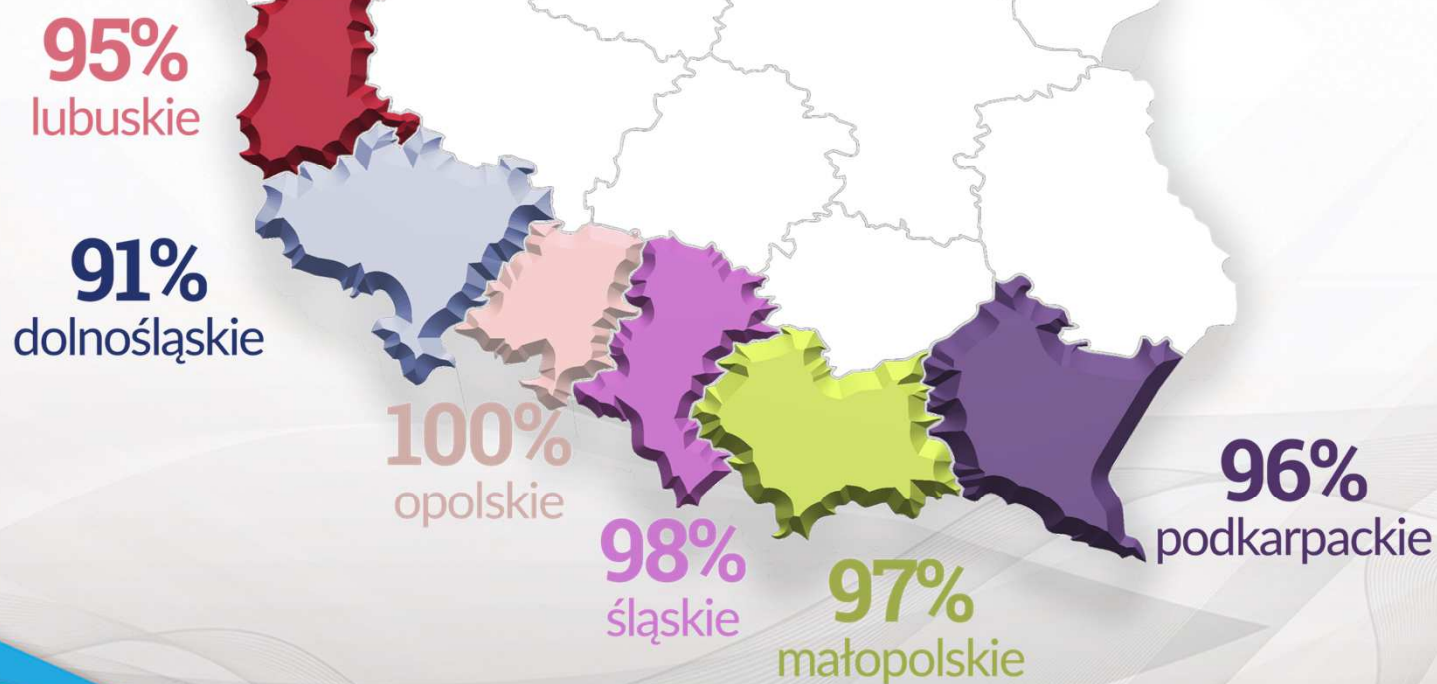 95%
lubuskie
91%
dolnośląskie
100%
opolskie
98%
śląskie
97%
małopolskie
96%
podkarpackie